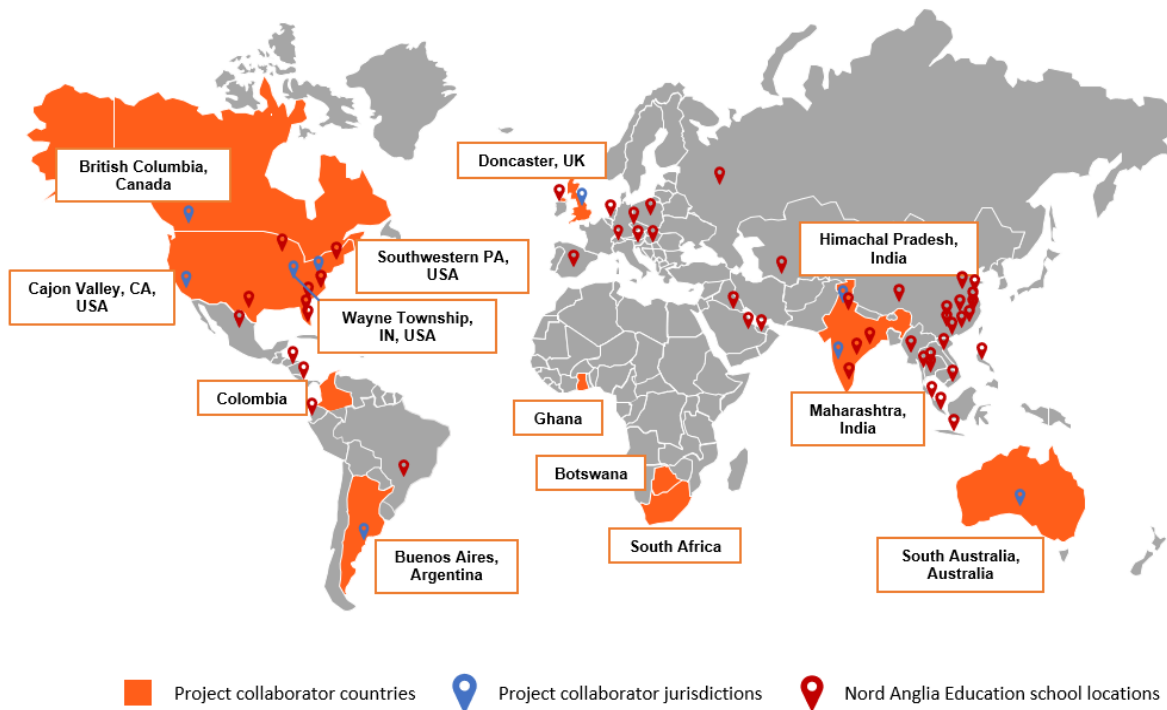 British Columbia,
Canada
Doncaster, UK
Himachal Pradesh,
India
Southwestern PA,
USA
Cajon Valley, CA,
USA
Wayne Township,
IN, USA
Colombia
Ghana
Maharashtra,
India
Botswana
South Africa
Buenos Aires,
Argentina
South Australia,
Australia
Project collaborator countries
Project collaborator jurisdictions
Nord Anglia Education school locations